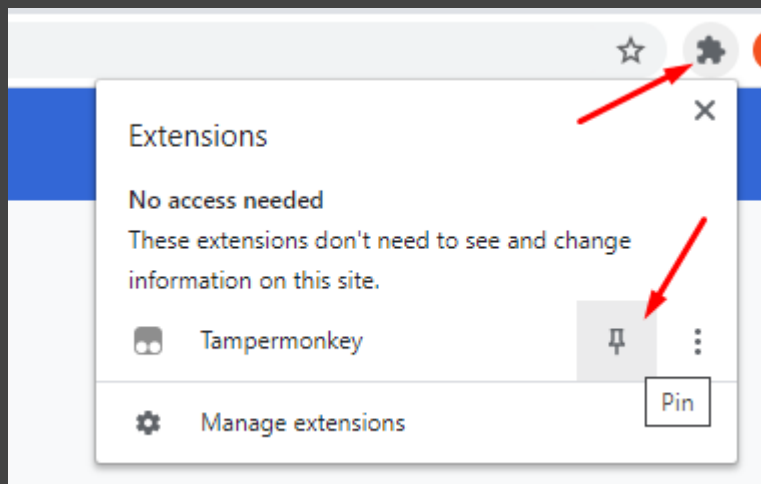 Extensions
No access needed
These extensions don't need to see and change
information on this site.
Tampermonkey
Pin
Manage extensions